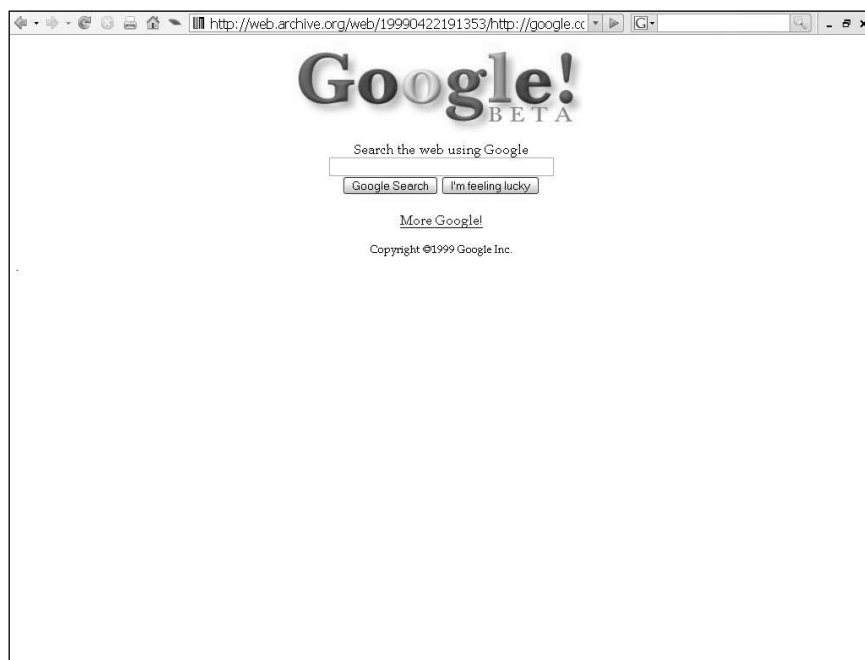 http://web.archive.org/web/19990422191353/http://google.cc
G
Google!
BETA
Search the web using Google
Google Search I'm feeling lucky
More Google!
Copyright ©1999 Google Inc.